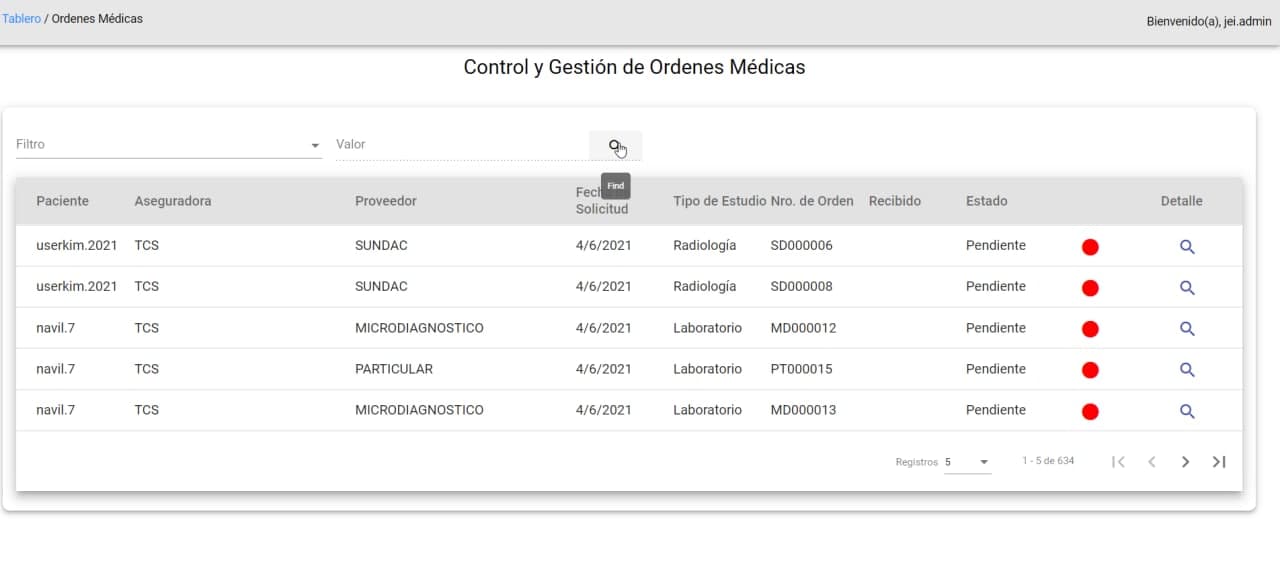 Tablero / Ordenes Médicas
Bienvenido(a), jei.admin
Control y Gestión de Ordenes Médicas
Filtro Valor
Find
Paciente Aseguradora Proveedor Fech Solicitud Tipo de Estudio Nro. de Orden Recibido Estado Detalle
userkim.2021 TCS SUNDAC 4/6/2021 Radiología SD000006 Pendiente
userkim.2021 TCS SUNDAC 4/6/2021 Radiología SD000008 Pendiente
navil.7 TCS MICRODIAGNOSTICO 4/6/2021 Laboratorio MD000012 Pendiente
navil.7 TCS PARTICULAR 4/6/2021 Laboratorio PT000015 Pendiente
navil.7 TCS MICRODIAGNOSTICO 4/6/2021 Laboratorio MD000013 Pendiente
Registros 5 1 - 5 de 634